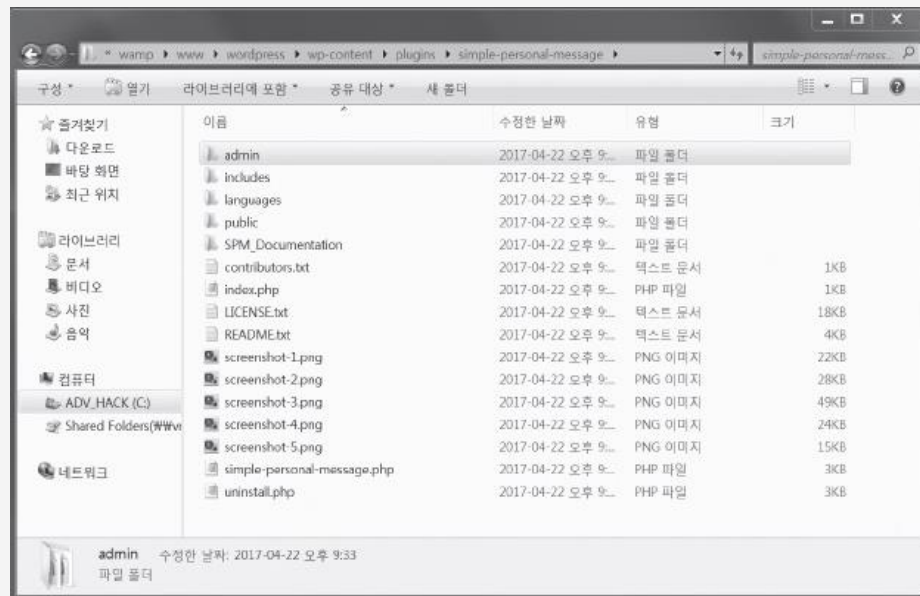 « wamp ▸ www ▸ wordpress ▸ wp-content ▸ plugins ▸ simple-personal-message ▸
simple-personal-mess...
구성 열기 라이브러리에 포함 공유 대상 새 폴더
즐겨찾기
다운로드
바탕 화면
최근 위치
라이브러리
문서
비디오
사진
음악
컴퓨터
ADV_HACK (C:)
Shared Folders(₩₩v
네트워크
이름 수정한 날짜 유형 크기
admin 2017-04-22 오후 9:... 파일 폴더
includes 2017-04-22 오후 9:... 파일 폴더
languages 2017-04-22 오후 9:... 파일 폴더
public 2017-04-22 오후 9:... 파일 폴더
SPM_Documentation 2017-04-22 오후 9:... 파일 폴더
contributors.txt 2017-04-22 오후 9:... 텍스트 문서 1KB
index.php 2017-04-22 오후 9:... PHP 파일 1KB
LICENSE.txt 2017-04-22 오후 9:... 텍스트 문서 18KB
README.txt 2017-04-22 오후 9:... 텍스트 문서 4KB
screenshot-1.png 2017-04-22 오후 9:... PNG 이미지 22KB
screenshot-2.png 2017-04-22 오후 9:... PNG 이미지 28KB
screenshot-3.png 2017-04-22 오후 9:... PNG 이미지 49KB
screenshot-4.png 2017-04-22 오후 9:... PNG 이미지 24KB
screenshot-5.png 2017-04-22 오후 9:... PNG 이미지 15KB
simple-personal-message.php 2017-04-22 오후 9:... PHP 파일 3KB
uninstall.php 2017-04-22 오후 9:... PHP 파일 3KB
admin 수정한 날짜: 2017-04-22 오후 9:33
파일 폴더